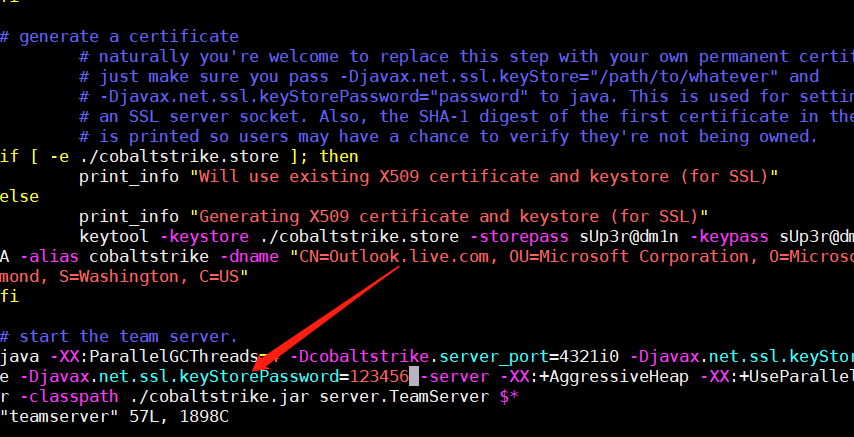 fi
# generate a certificate
# naturally you're welcome to replace this step with your own permanent certif
# just make sure you pass -Djavax.net.ssl.keyStore="/path/to/whatever" and
# -Djavax.net.ssl.keyStorePassword="password" to java. This is used for settin
# an SSL server socket. Also, the SHA-1 digest of the first certificate in the
# is printed so users may have a chance to verify they're not being owned.
if [ -e ./cobaltstrike.store ]; then
print_info "Will use existing X509 certificate and keystore (for SSL)"
else
print_info "Generating X509 certificate and keystore (for SSL)"
keytool -keystore ./cobaltstrike.store -storepass sUp3r@dm1n -keypass sUp3r@dm
A -alias cobaltstrike -dname "CN=Outlook.live.com, OU=Microsoft Corporation, O=Microso
mond, S=Washington, C=US"
fi
# start the team server.
java -XX:ParallelGCThreads=4 -Dcobaltstrike.server_port=4321i0 -Djavax.net.ssl.keyStor
e -Djavax.net.ssl.keyStorePassword=123456 -server -XX:+AggressiveHeap -XX:+UseParallel
r -classpath ./cobaltstrike.jar server.TeamServer $*
"teamserver" 57L, 1898C